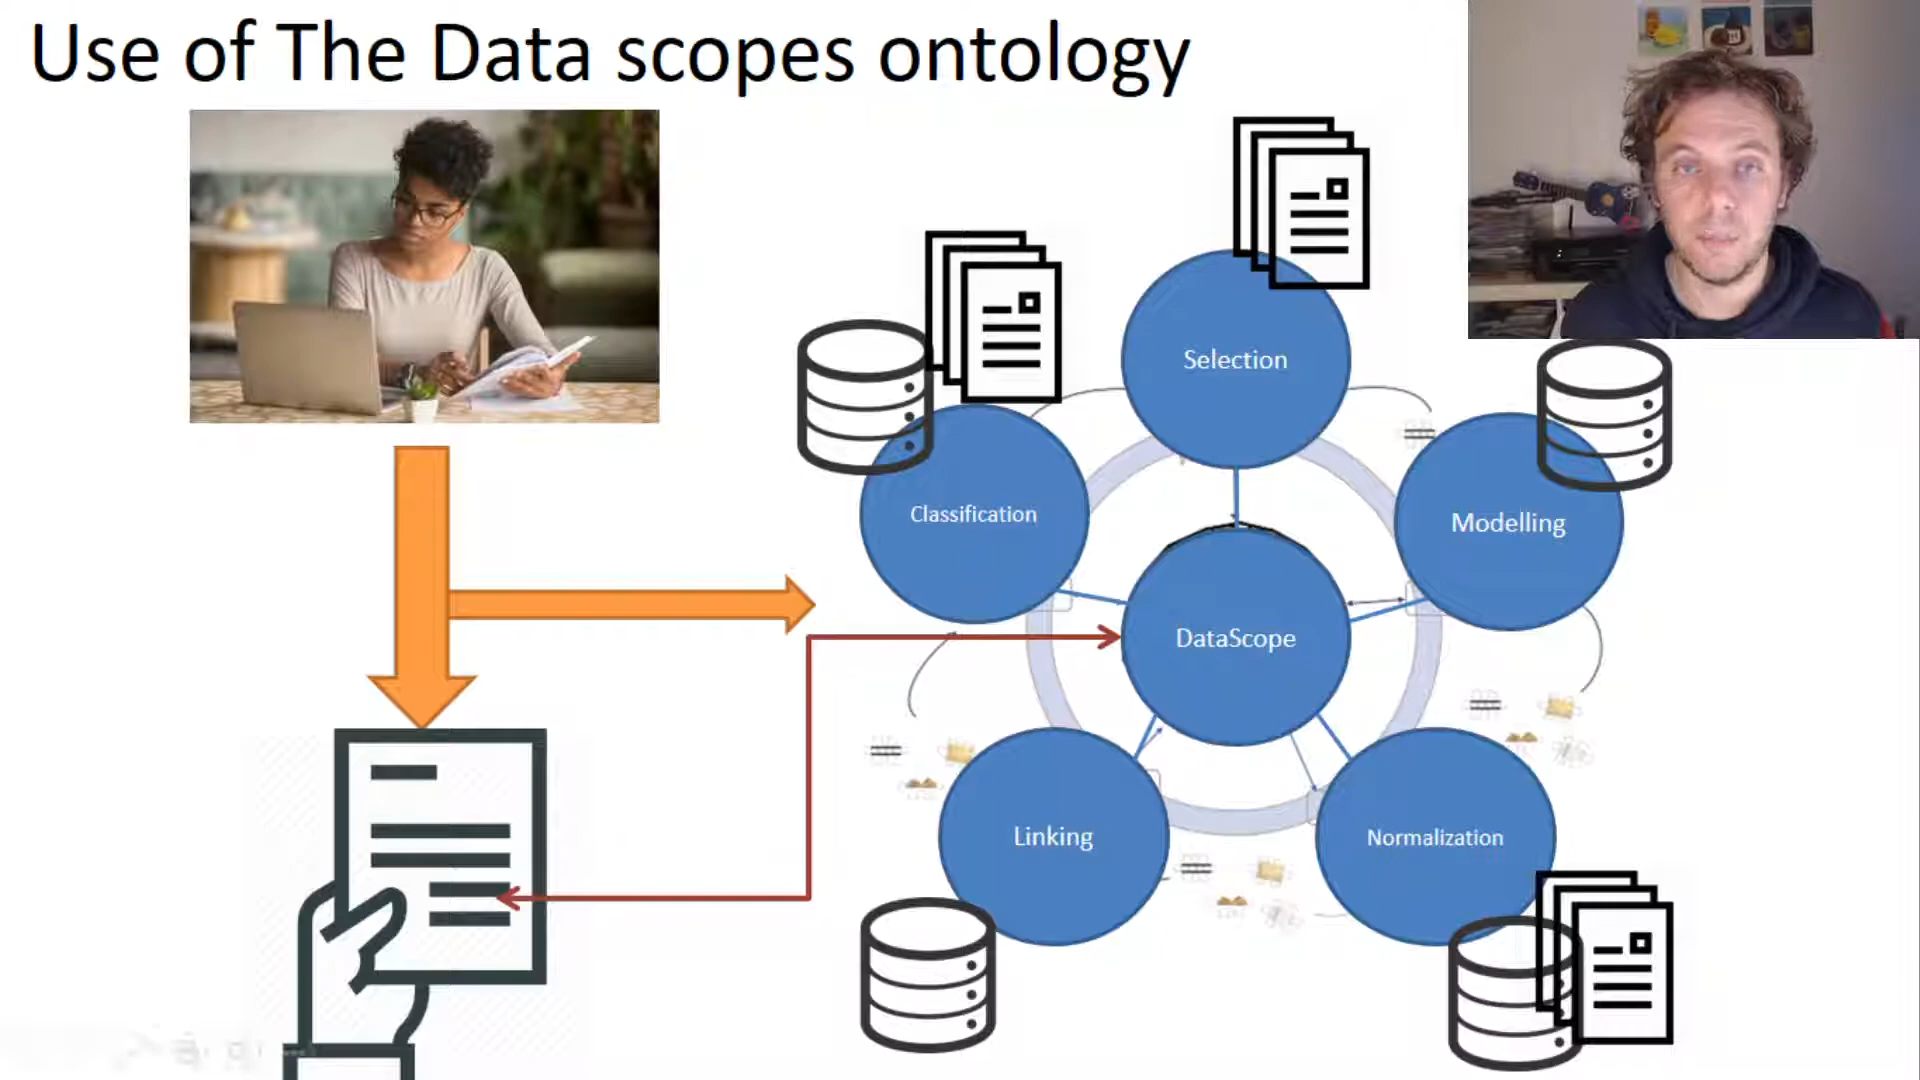 Use of The Data scopes ontology
Selection
Classification
Modelling
DataScope
Linking
Normalization